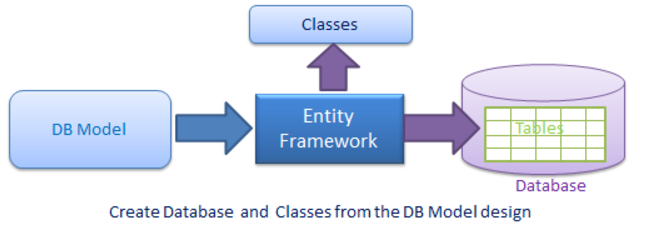 Classes
DB Model
Entity
Framework
Tables
Database
Create Database and Classes from the DB Model design